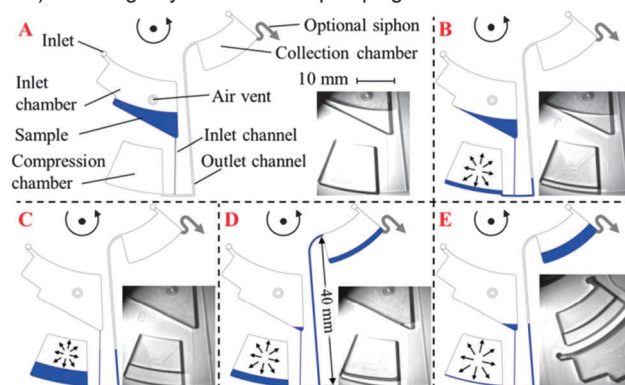 A
Inlet
Optional siphon
Collection chamber
10 mm
Inlet
chamber
Air vent
Sample
Inlet channel
Compression
chamber
Outlet channel
B
C
D
40 mm
E